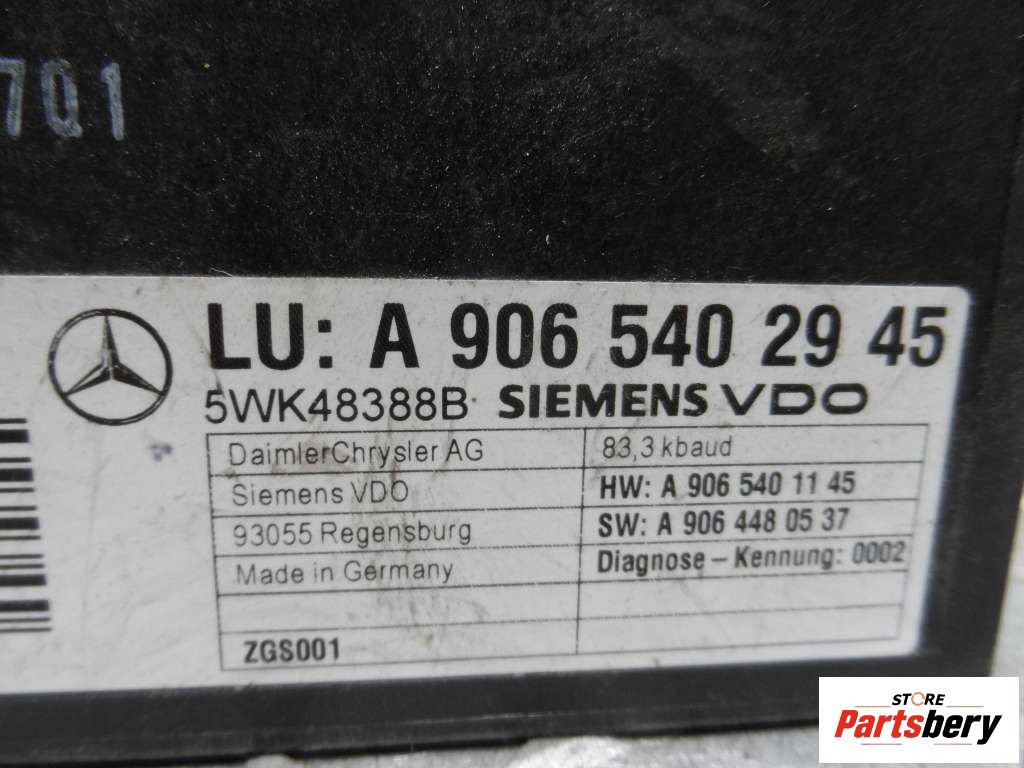 701
LU: A 906 540 29 45
5WK48388B SIEMENS VDO
DaimlerChrysler AG
83,3 kbaud
Siemens VDO
HW: A 906 540 11 45
93055 Regensburg
SW: A 906 448 05 37
Made in Germany
Diagnose – Kennung: 0002
ZGS001
STORE
Partsbery